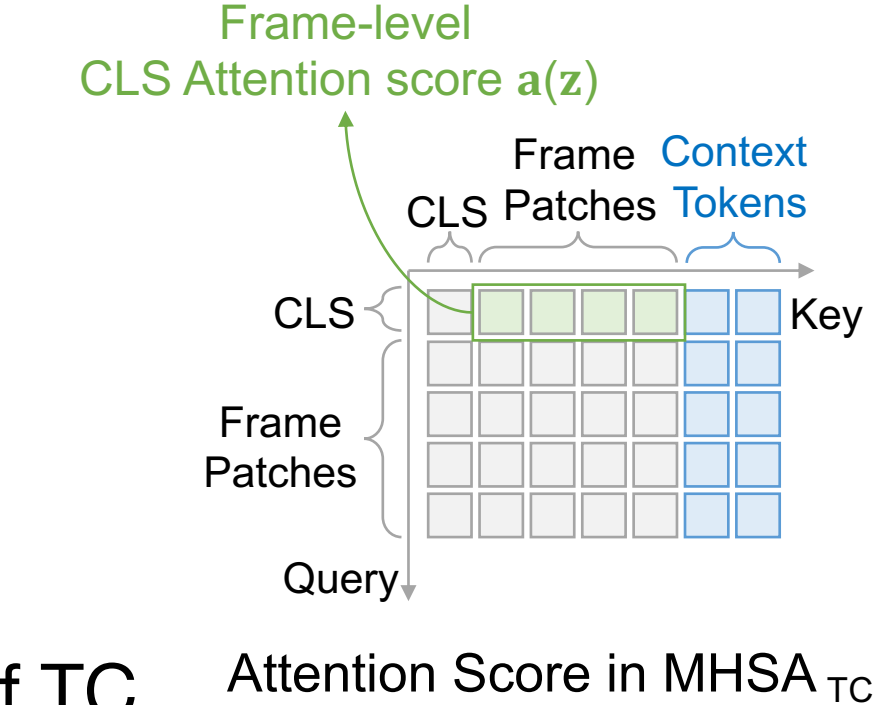 Frame-level
CLS Attention score a(z)
Frame Context
CLS Patches Tokens
CLS
Key
Frame
Patches
Query
f TC
Attention Score in MHSA TC